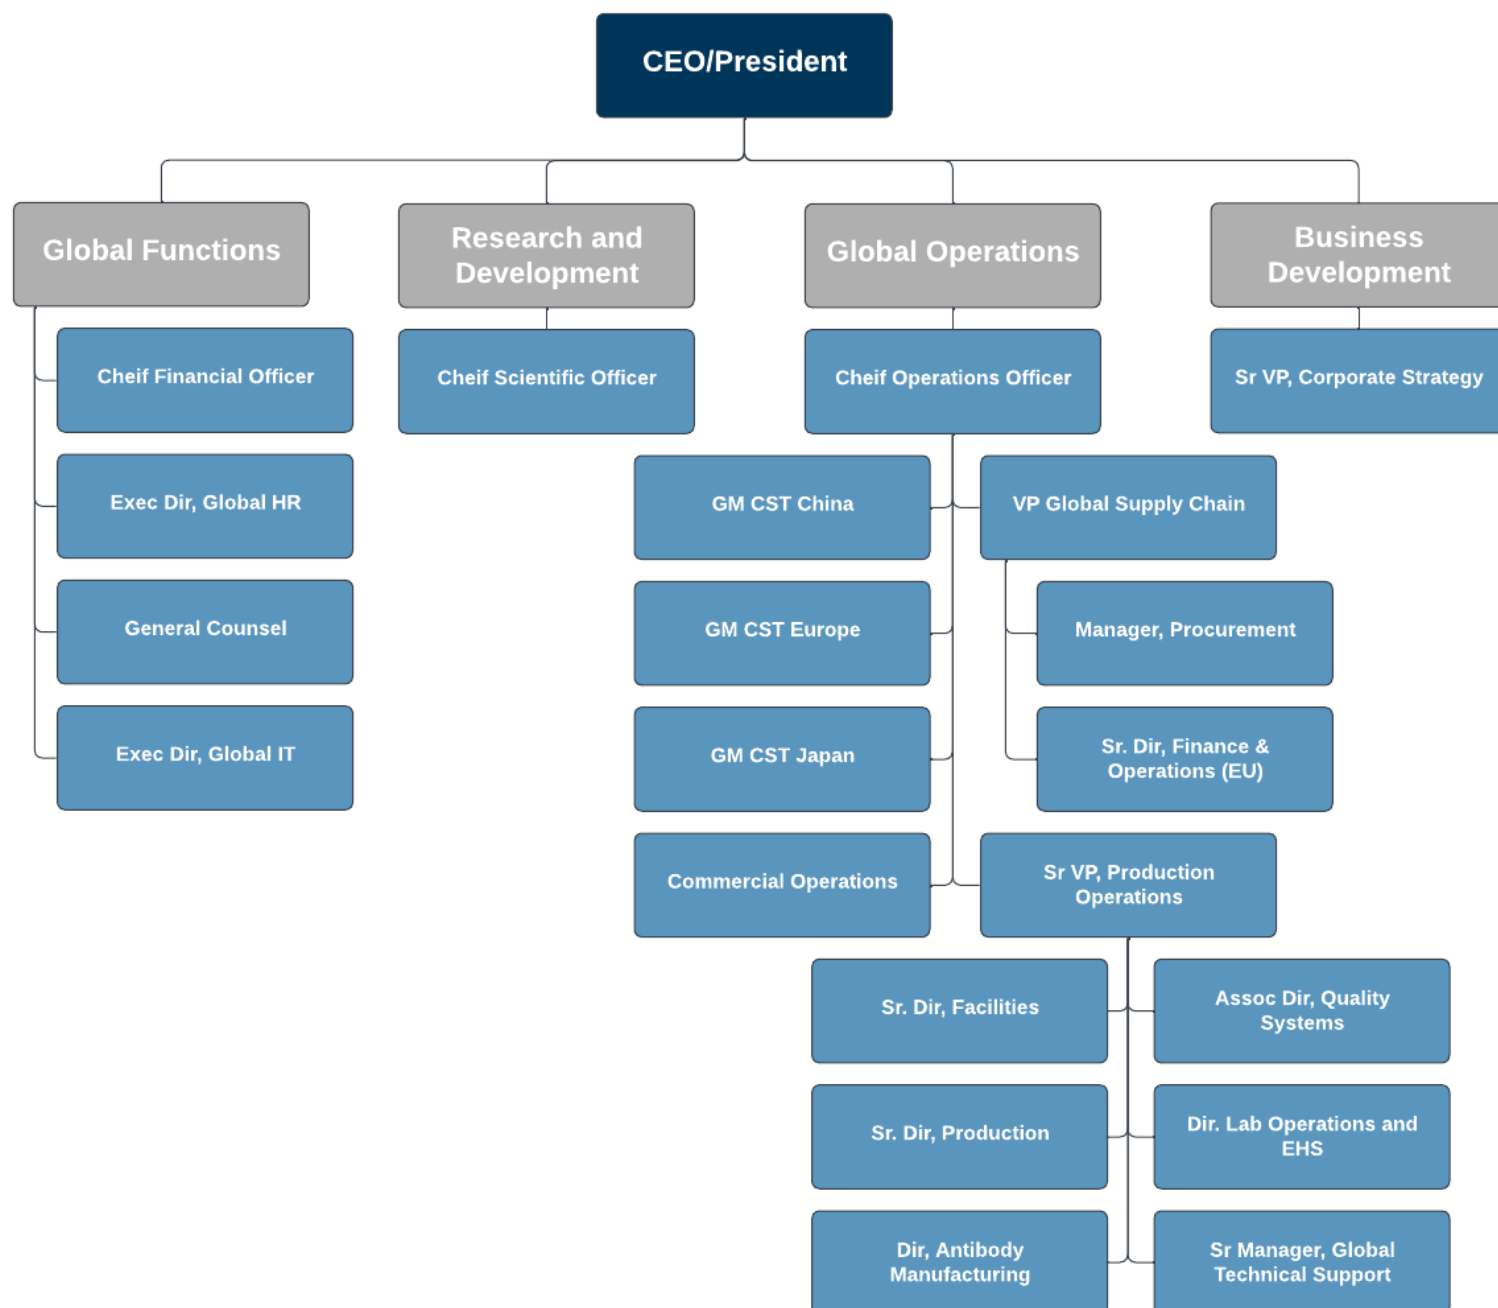 CEO/President
Global Functions
Research and
Development
Global Operations
Business
Development
Cheif Financial Officer
Cheif Scientific Officer
Cheif Operations Officer
Sr VP, Corporate Strategy
Exec Dir, Global HR
GM CST China
VP Global Supply Chain
General Counsel
GM CST Europe
Manager, Procurement
Exec Dir, Global IT
GM CST Japan
Sr. Dir, Finance &
Operations (EU)
Commercial Operations
Sr VP, Production
Operations
Sr. Dir, Facilities
Assoc Dir, Quality
Systems
Sr. Dir, Production
Dir. Lab Operations and
EHS
Dir, Antibody
Manufacturing
Sr Manager, Global
Technical Support